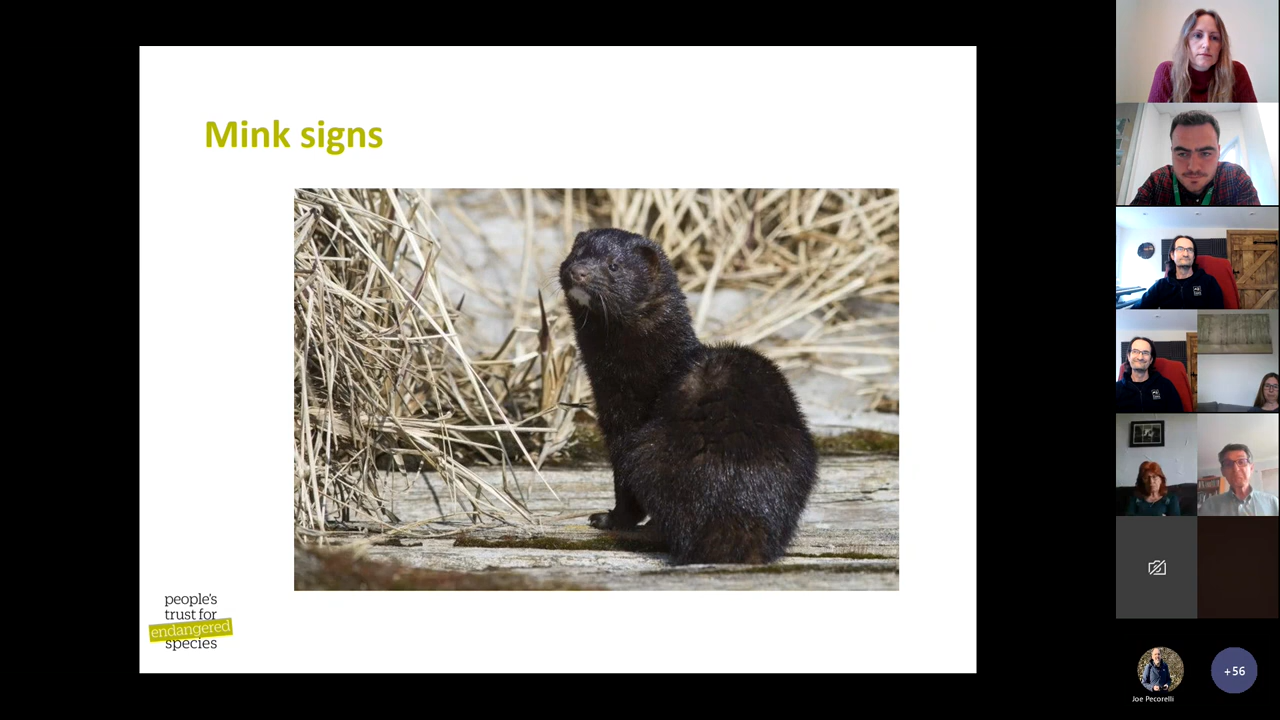 Mink signs
people's
trust for
endangered
species
Joe Pecorelli
+56